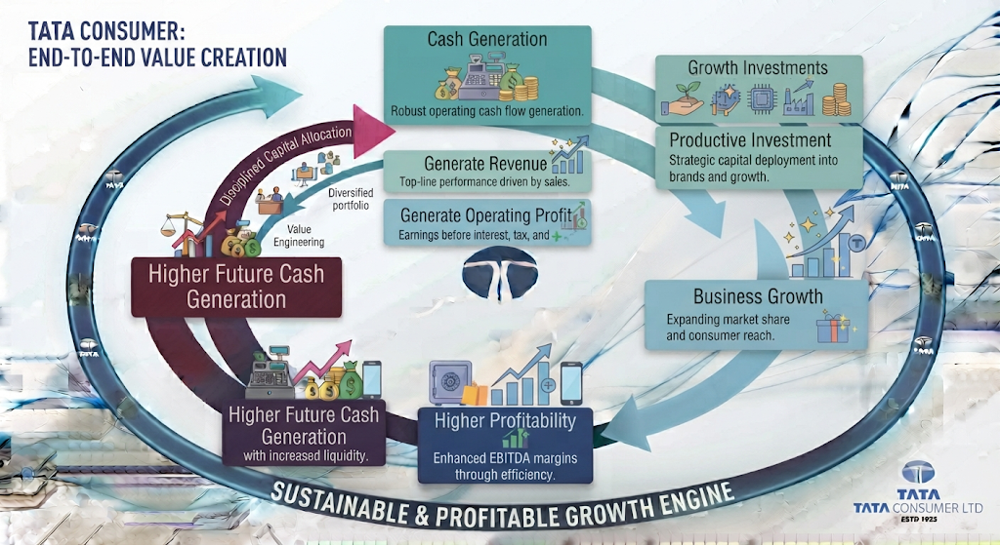 TATA CONSUMER:
END-TO-END VALUE CREATION
Cash Generation
Robust operating cash flow generation.
Growth Investments
Productive Investment
Strategic capital deployment into
brands and growth.
Disciplined Capital Allocation
Generate Revenue
Top-line performance driven by sales.
Diversified
portfolio
Generate Operating Profit
Earnings before interest, tax, and
Value
Engineering
Higher Future Cash
Generation
Business Growth
Expanding market share
and consumer reach.
Higher Future Cash
Generation
with increased liquidity.
Higher Profitability
Enhanced EBITDA margins
through efficiency.
SUSTAINABLE & PROFITABLE GROWTH ENGINE
TATA
TATA CONSUMER LTD
ESTD 1925